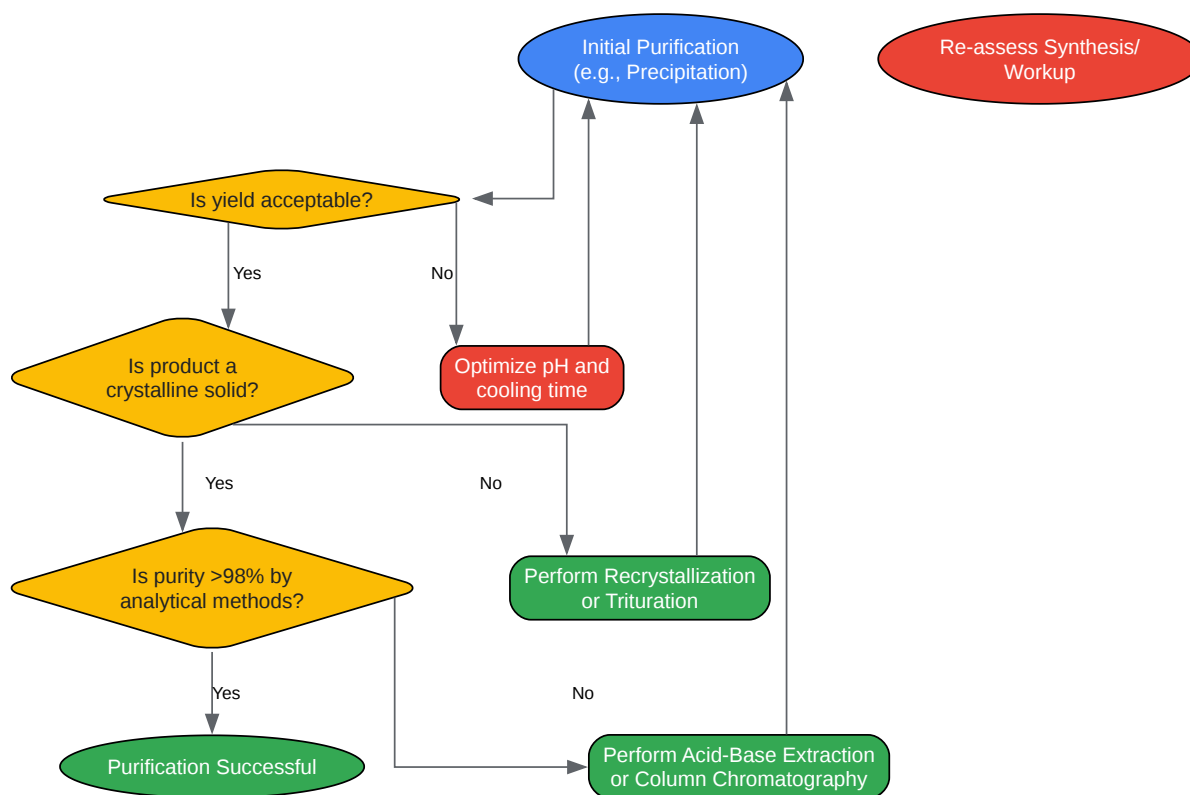 Initial Purification
(e.g., Precipitation)
Re-assess Synthesis/
Workup
Is yield acceptable?
Yes
No
Is product a
crystalline solid?
Optimize pH and
cooling time
Yes
No
Is purity >98% by
analytical methods?
Perform Recrystallization
or Trituration
Yes
No
Purification Successful
Perform Acid-Base Extraction
or Column Chromatography